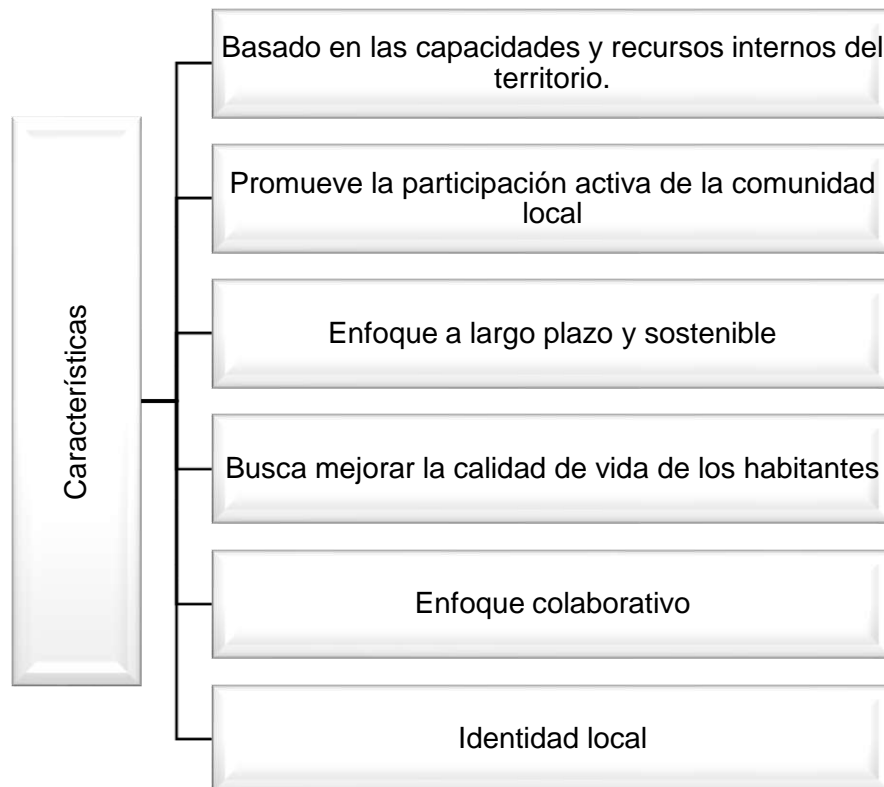 Características
Basado en las capacidades y recursos internos del
territorio.
Promueve la participación activa de la comunidad
local
Enfoque a largo plazo y sostenible
Busca mejorar la calidad de vida de los habitantes
Enfoque colaborativo
Identidad local